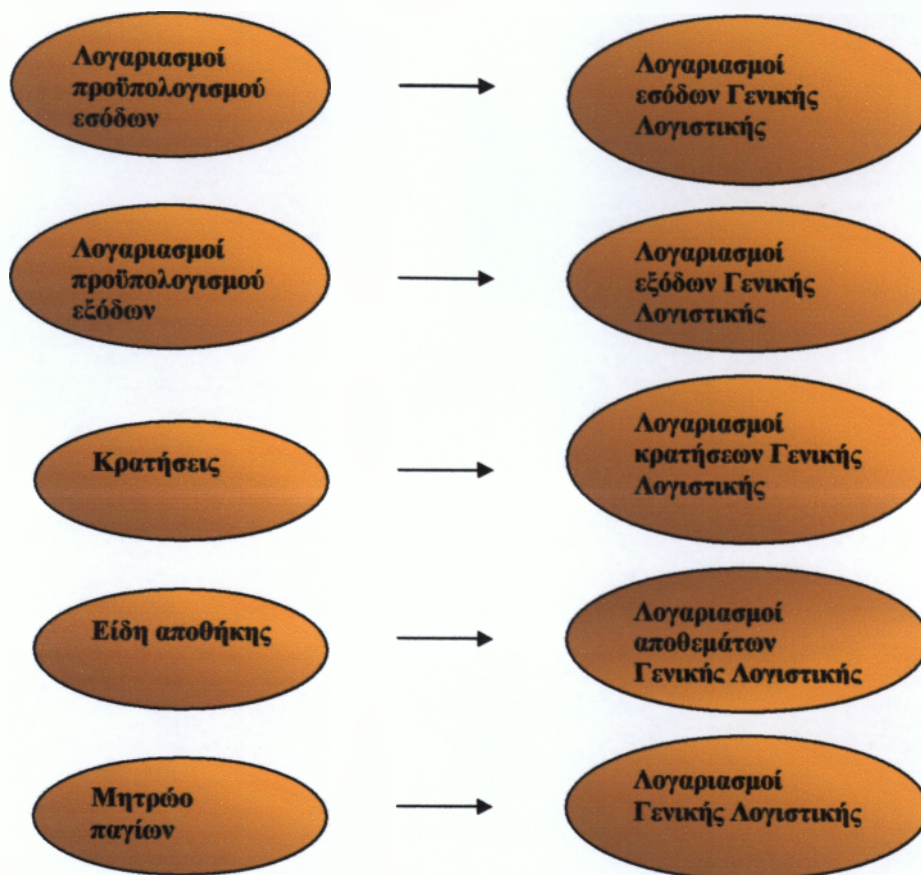 Λογαριασμοί
προϋπολογισμού
εσόδων
Λογαριασμοί
εσόδων Γενικής
Λογιστικής
Λογαριασμοί
προϋπολογισμού
εξόδων
Λογαριασμοί
εξόδων Γενικής
Λογιστικής
Κρατήσεις
Λογαριασμοί
κρατήσεων Γενικής
Λογιστικής
Είδη αποθήκης
Λογαριασμοί
αποθεμάτων
Γενικής Λογιστικής
Μητρώο
παγίων
Λογαριασμοί
Γενικής Λογιστικής